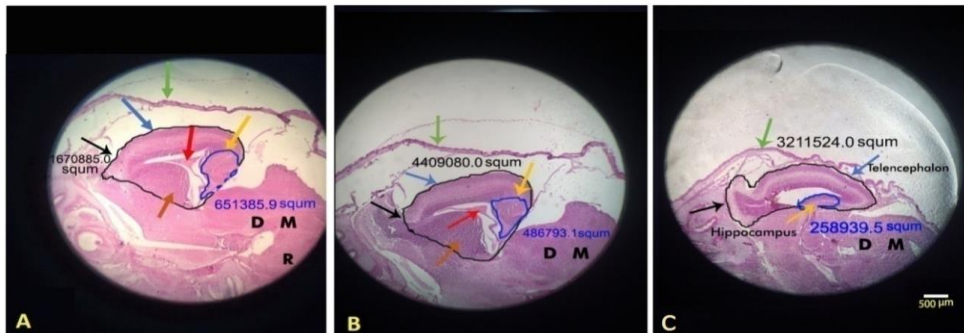 1670885.0
squm
651385.9 squm
D M
R
A
4409080.0 squm
486793.1squm
D M
B
3211524.0 squm
Telencephalon
Hippocampus
258939.5 squm
D M
500 µm
C